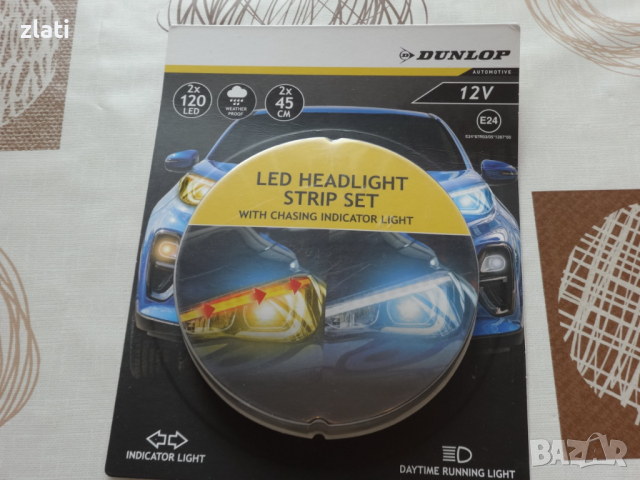 zlati
DUNLOP
AUTOMOTIVE
2x
120
LED
WEATHER
PROOF
2x
45
CM
12V
E24
LED HEADLIGHT
STRIP SET
WITH CHASING INDICATOR LIGHT
INDICATOR LIGHT
DAYTIME RUNNING LIGHT
BAZAR
bg